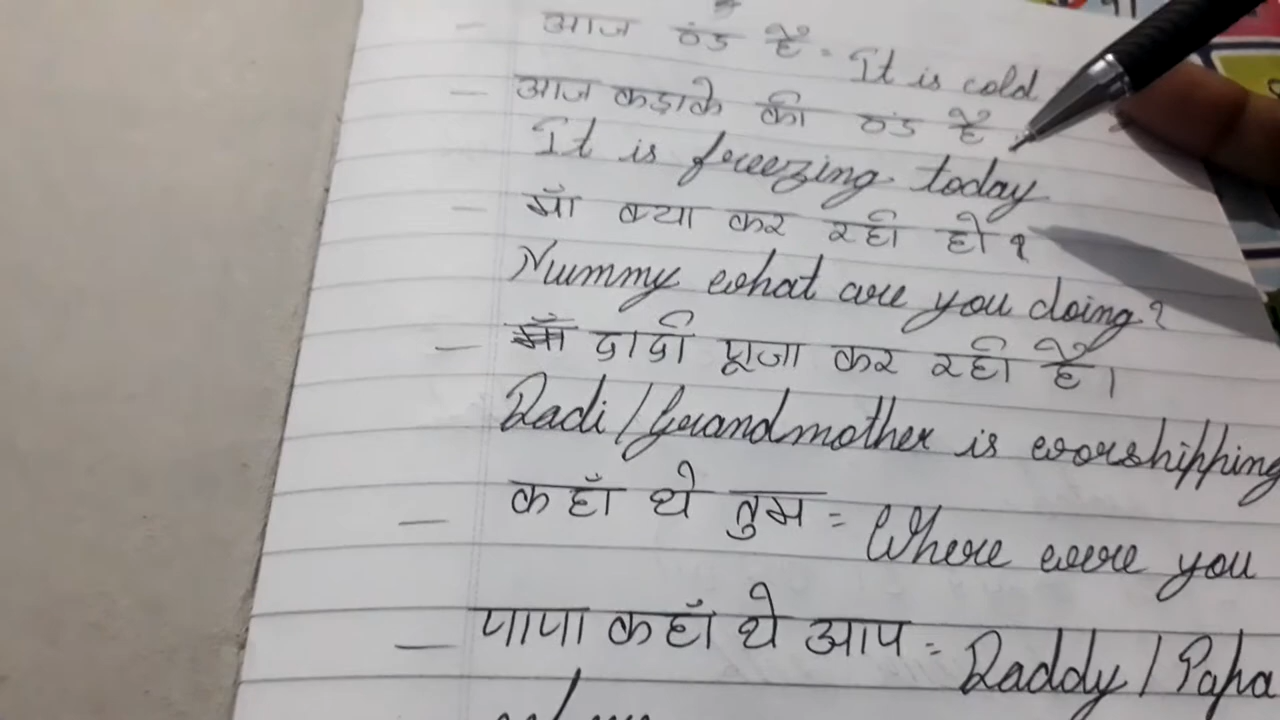 - आज ठंड है = It is cold
- आज कड़ाके की ठंड है.
It is freezing today
- माँ क्या कर रही हो?
Mummy what are you doing?
- दादी पूजा कर रही है।
Dadi / Grandmother is worshipping
- कहाँ थे तुम = Where were you
- पापा कहाँ थे आप = Daddy / Papa